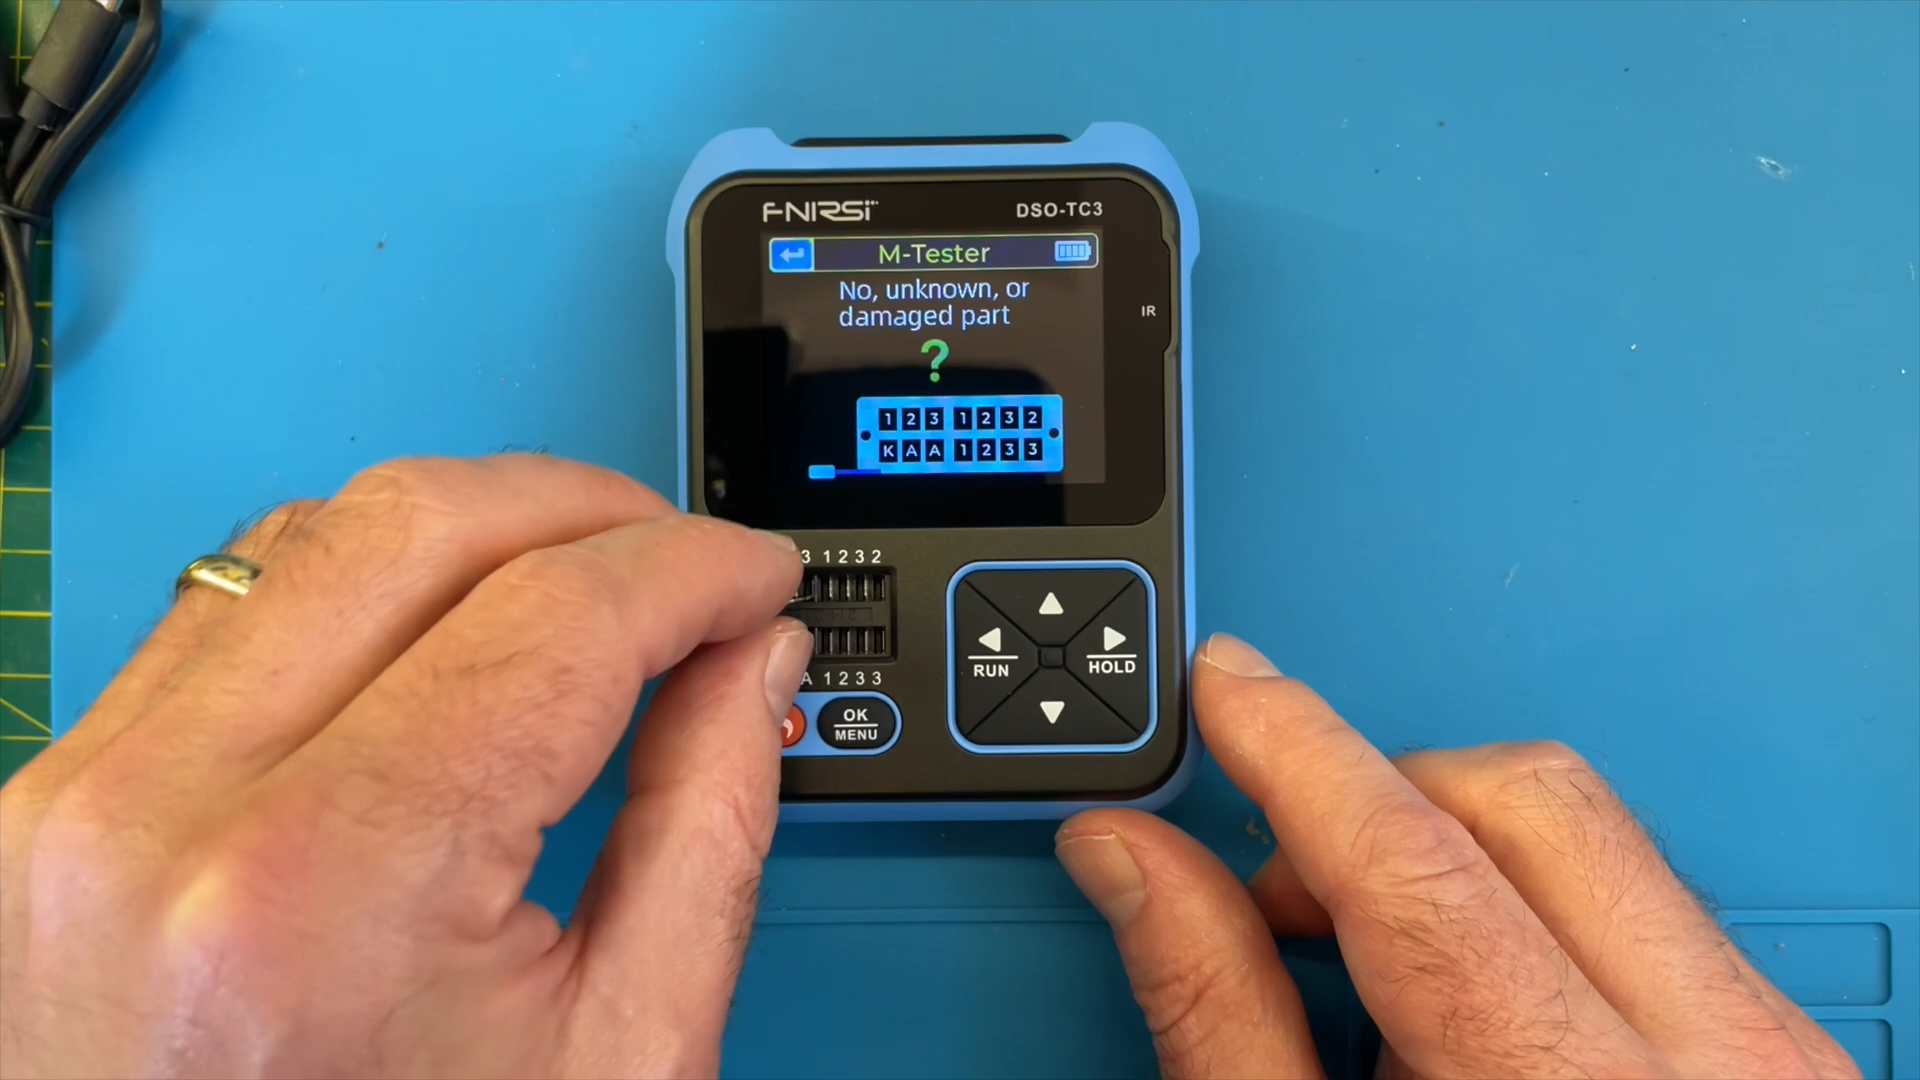 FNIRSI DSO-TC3
M-Tester
No, unknown, or
damaged part
?
IR
1 2 3 1 2 3 2
K A A 1 2 3 3
3 1 2 3 2
A 1 2 3 3
OK
MENU
RUN
HOLD